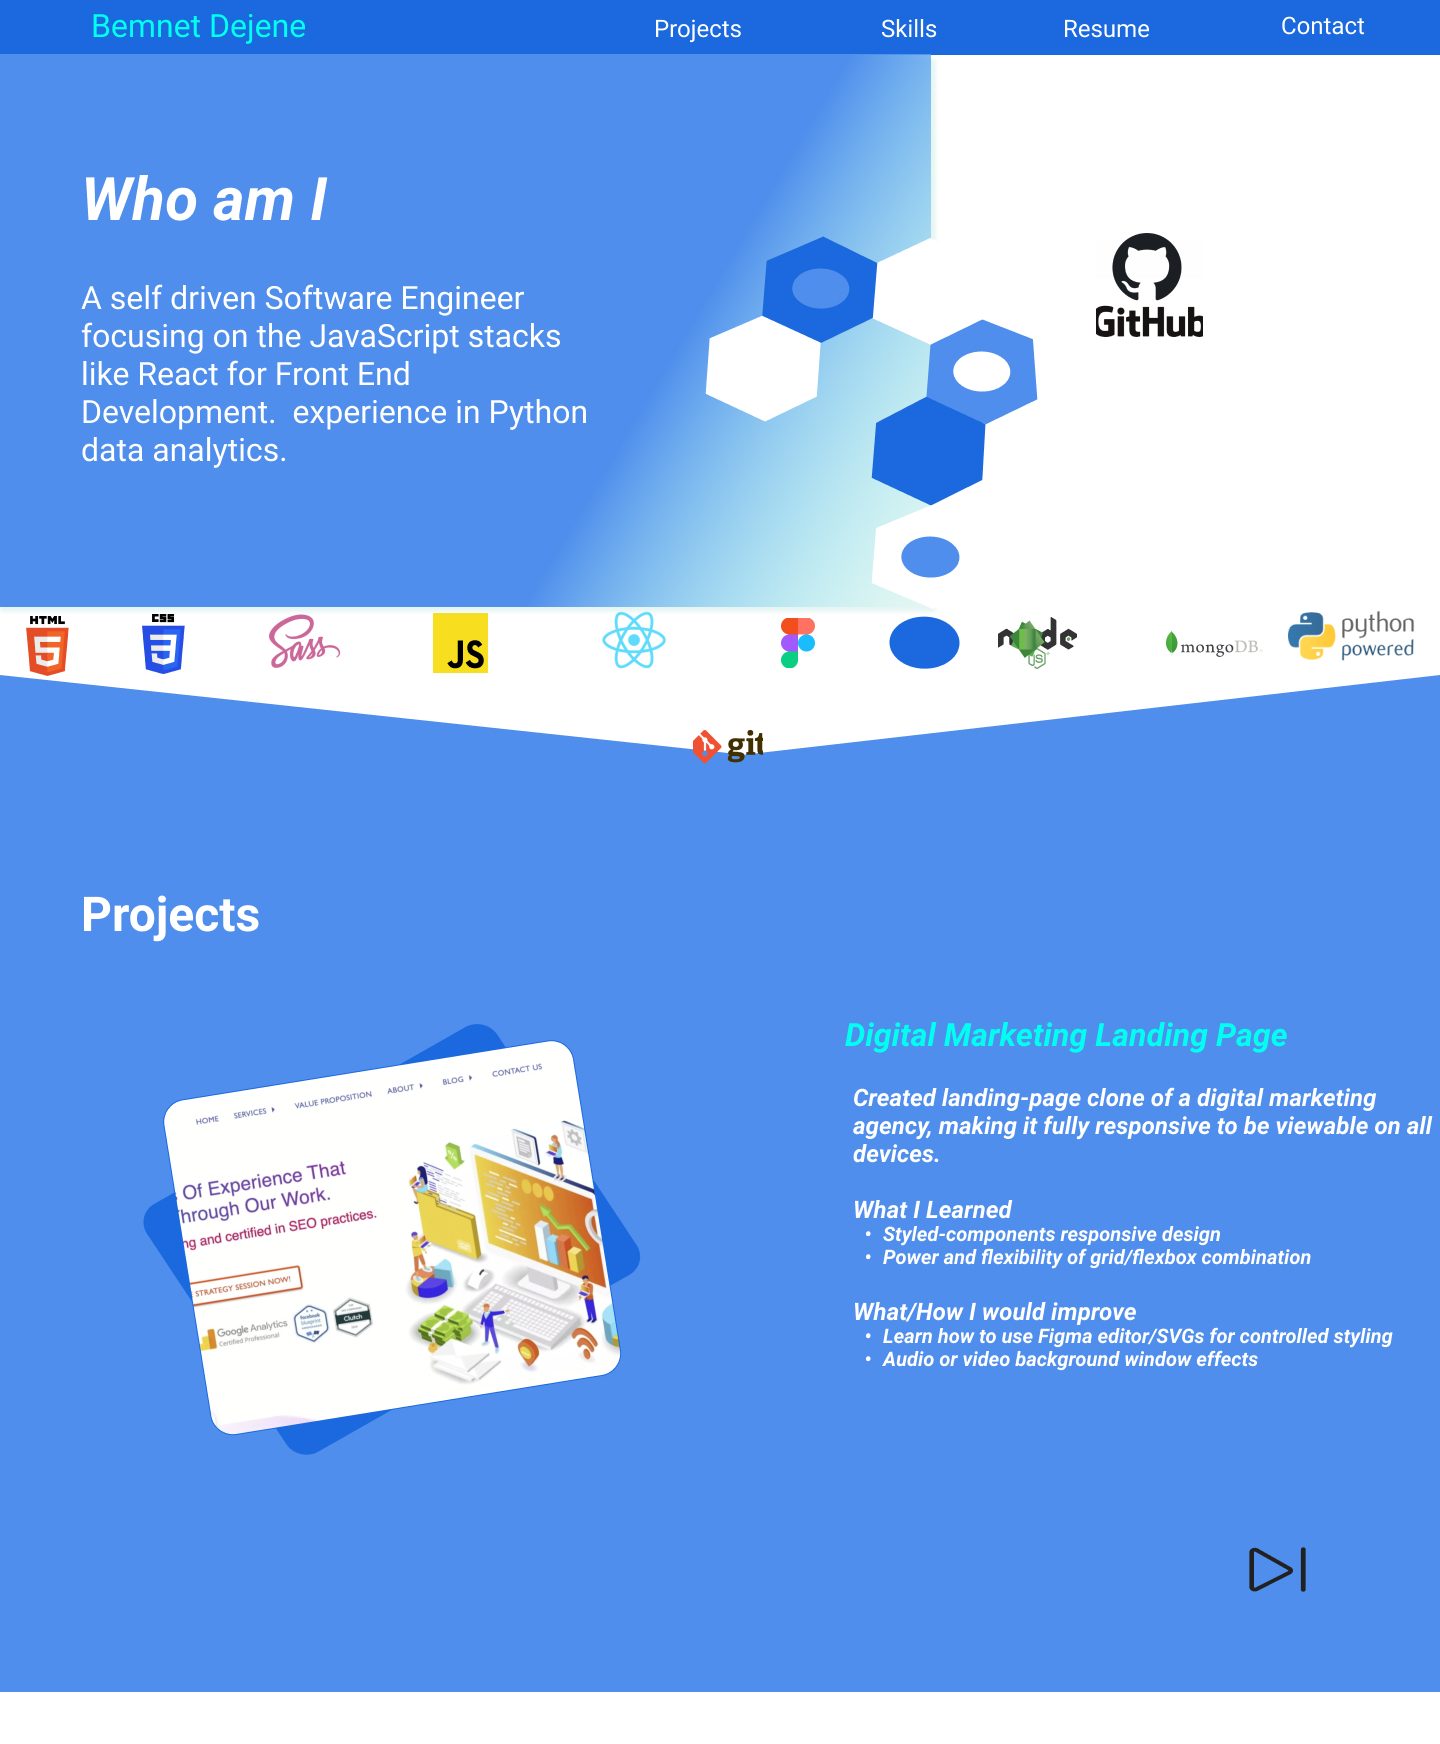 Bemnet Dejene
Projects
Skills
Resume
Contact
Who am I
A self driven Software Engineer
focusing on the JavaScript stacks
like React for Front End
Development.  experience in Python
data analytics.
GitHub
HTML
CSS
Sass
JS
node
JS
mongoDB.
python
powered
git
Projects
HOME
SERVICES
VALUE PROPOSITION
ABOUT
BLOG
CONTACT US
Of Experience That
hrough Our Work.
ng and certified in SEO practices.
STRATEGY SESSION NOW!
Google Analytics
Certified Professional
facebook
blueprint
Clutch
Digital Marketing Landing Page
Created landing-page clone of a digital marketing
agency, making it fully responsive to be viewable on all
devices.
What I Learned
• Styled-components responsive design
• Power and flexibility of grid/flexbox combination
What/How I would improve
• Learn how to use Figma editor/SVGs for controlled styling
• Audio or video background window effects